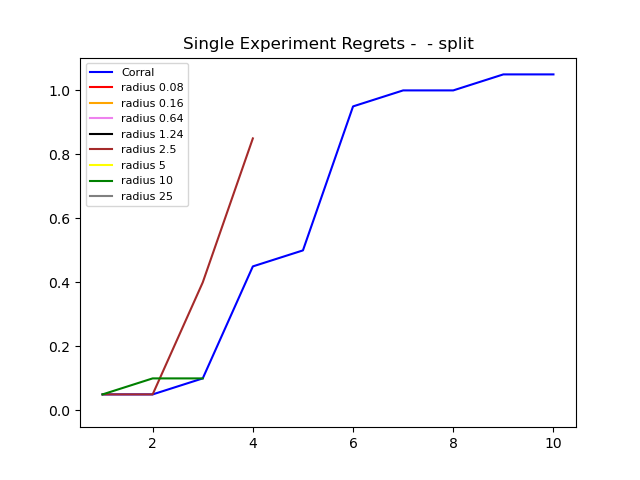 Single Experiment Regrets -  - split
Corral
radius 0.08
radius 0.16
radius 0.64
radius 1.24
radius 2.5
radius 5
radius 10
radius 25
1.0
0.8
0.6
0.4
0.2
0.0
2 4 6 8 10